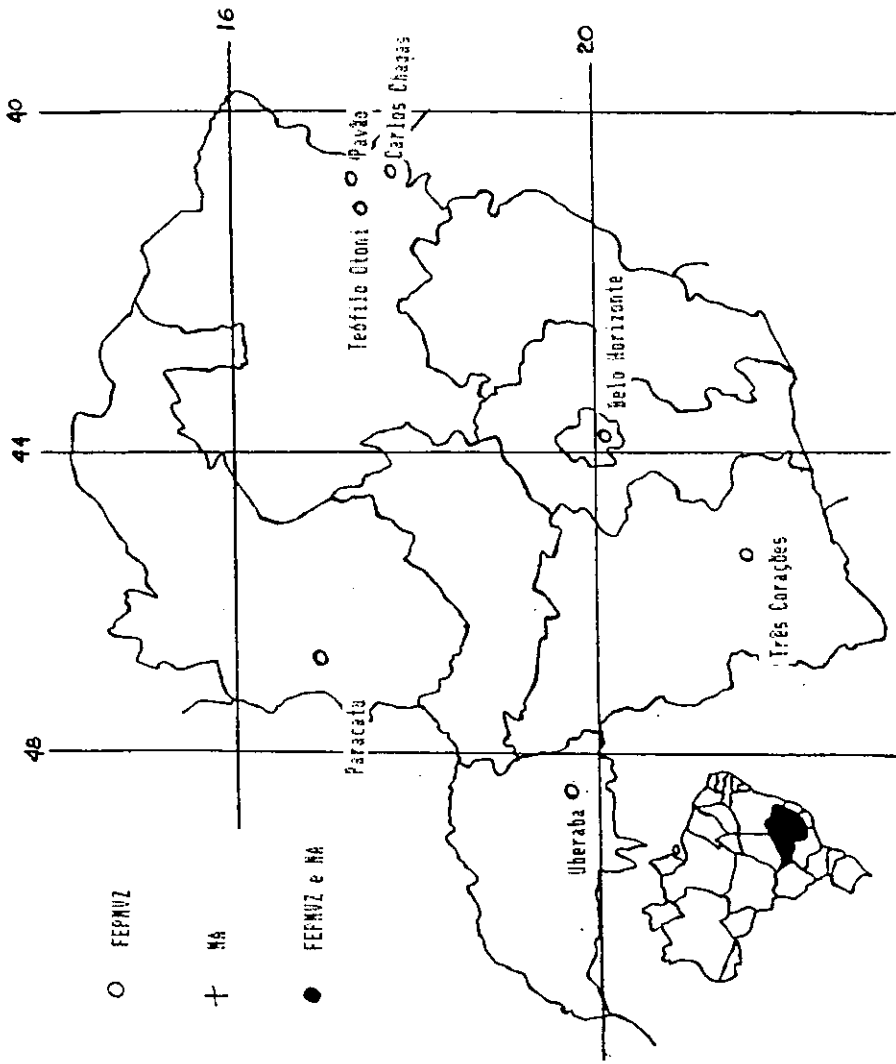 40
44
48
16
20
Pavão
Carlos Chagas
Teófilo Otoni
Belo Horizonte
Três Corações
Paracatu
Uberaba
FEPMVZ
MA
FEPMVZ e MA